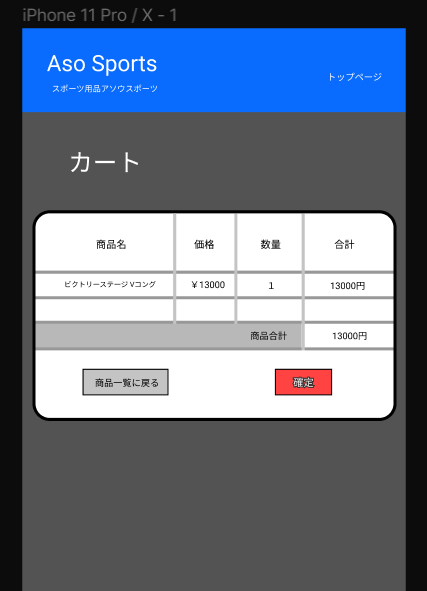 iPhone 11 Pro / X - 1
Aso Sports
スポーツ用品アソウスポーツ
トップページ
カート
商品名 価格 数量 合計
ビクトリーステージ Vコング ￥13000 1 13000円
商品合計 13000円
商品一覧に戻る 確定